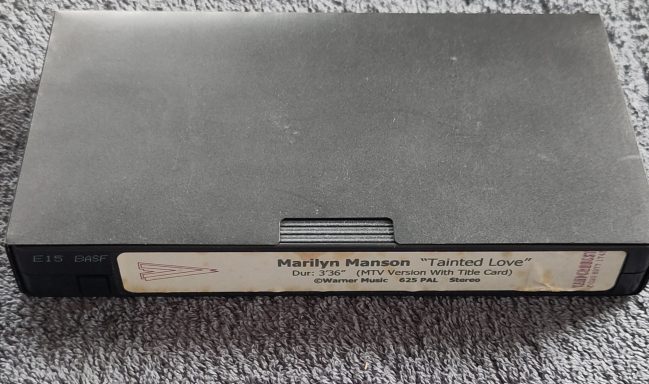 E15 BASF
Marilyn Manson "Tainted Love"
Dur: 3'36" (MTV Version With Title Card)
©Warner Music 625 PAL Stereo